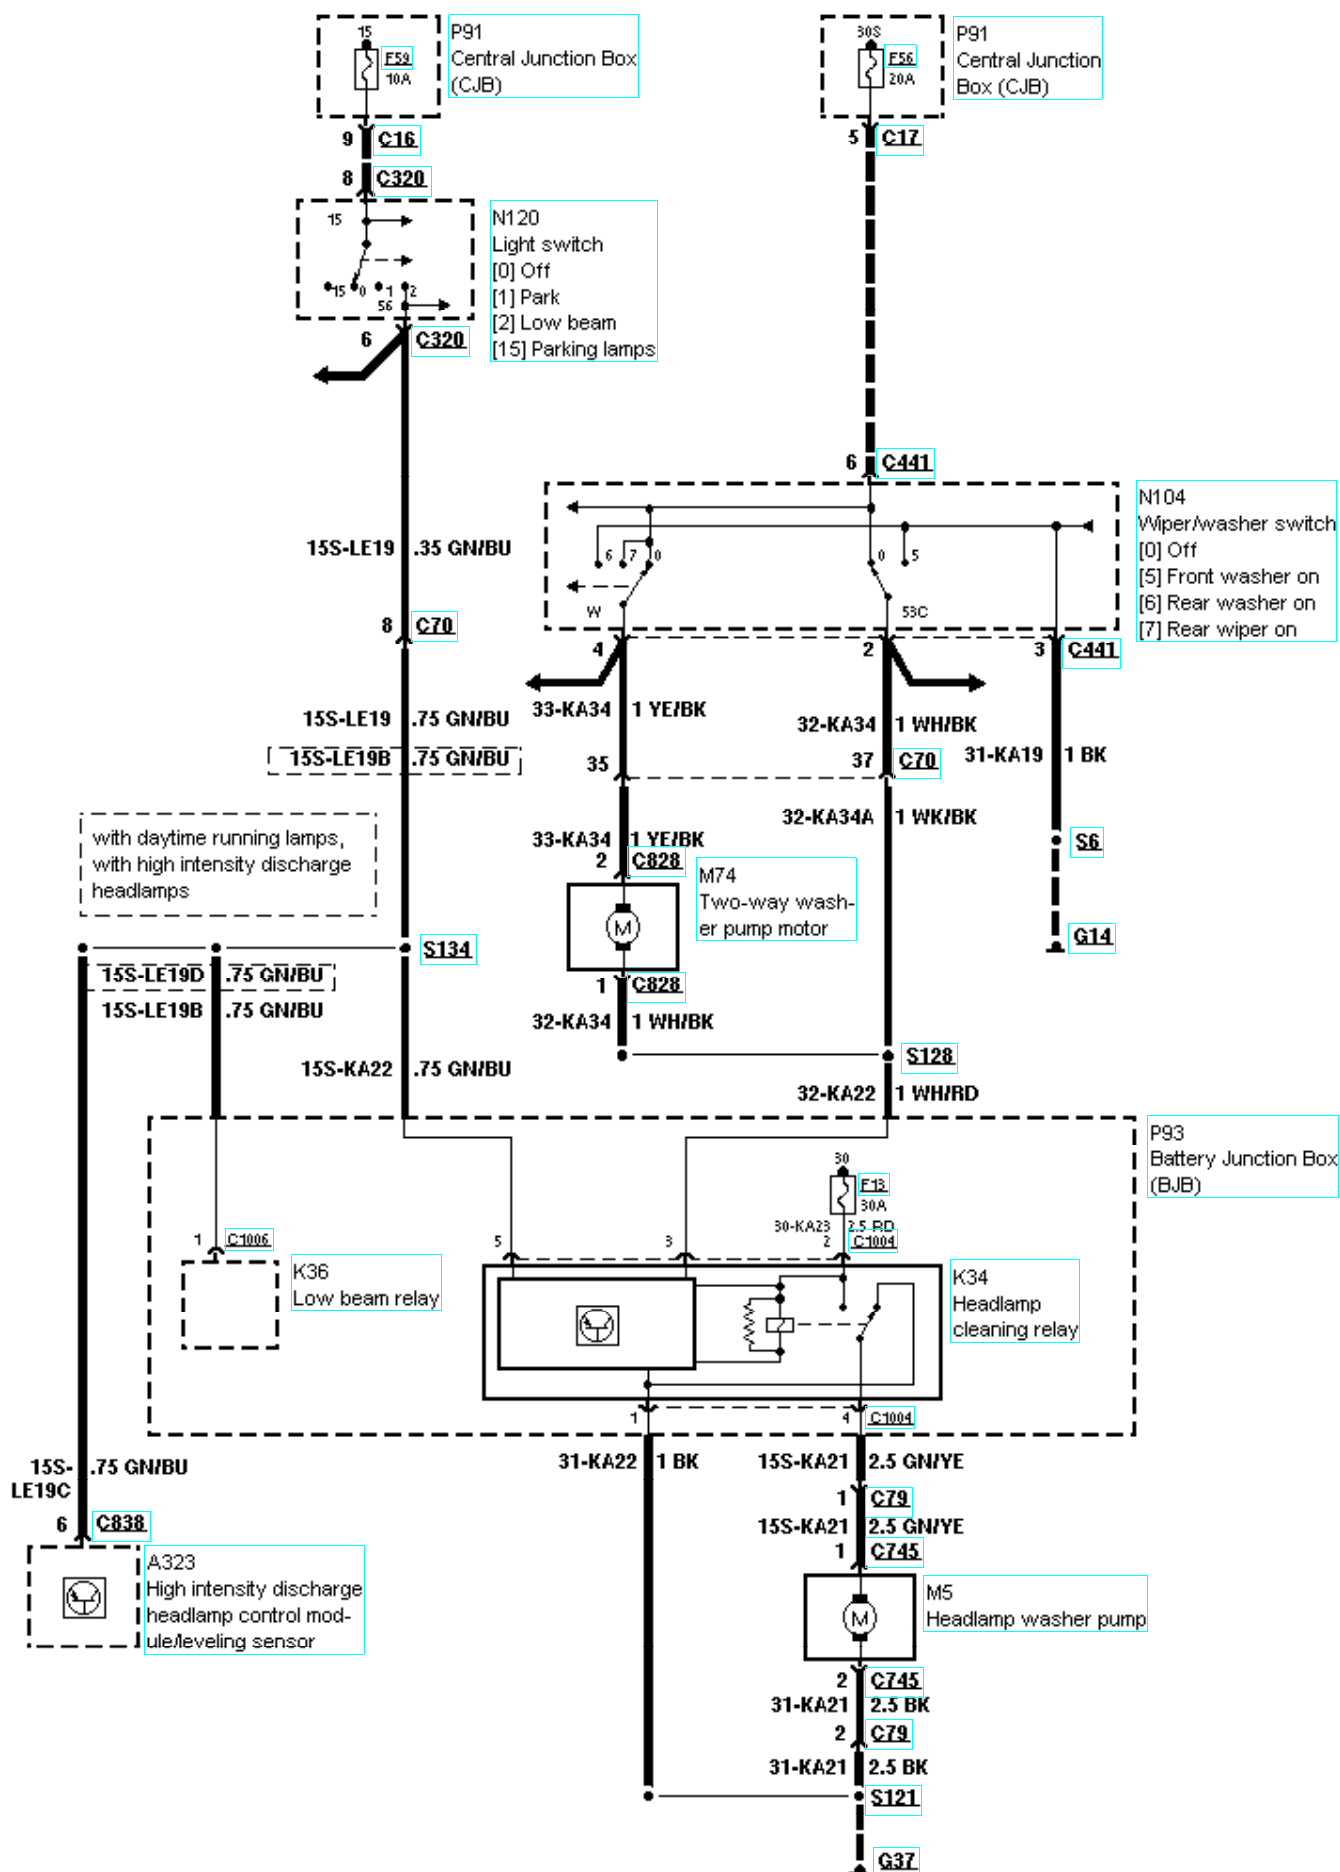 15
F59
10A
P91
Central Junction Box
(CJB)
30S
F56
20A
P91
Central Junction
Box (CJB)
9 C16
5 C17
8 C320
15
15 0 1 2
56
N120
Light switch
[0] Off
[1] Park
[2] Low beam
[15] Parking lamps
6 C320
6 C441
6 7 0
0 5
W
53C
N104
Wiper/washer switch
[0] Off
[5] Front washer on
[6] Rear washer on
[7] Rear wiper on
15S-LE19 .35 GN/BU
8 C70
4
2
3 C441
33-KA34 1 YE/BK
32-KA34 1 WH/BK
31-KA19 1 BK
15S-LE19 .75 GN/BU
15S-LE19B .75 GN/BU
35
37 C70
with daytime running lamps,
with high intensity discharge
headlamps
33-KA34 1 YE/BK
32-KA34A 1 WK/BK
S6
2 C828
M74
Two-way wash-
er pump motor
M
G14
S134
15S-LE19D .75 GN/BU
15S-LE19B .75 GN/BU
1 C828
32-KA34 1 WH/BK
S128
15S-KA22 .75 GN/BU
32-KA22 1 WH/RD
P93
Battery Junction Box
(BJB)
30
F13
30A
30-KA23 2.5 RD
1 C1006
5
3
2 C1004
K36
Low beam relay
K34
Headlamp
cleaning relay
1
4 C1004
15S-
LE19C
.75 GN/BU
31-KA22 1 BK
15S-KA21 2.5 GN/YE
1 C79
15S-KA21 2.5 GN/YE
1 C745
6 C838
A323
High intensity discharge
headlamp control mod-
ule/leveling sensor
M
M5
Headlamp washer pump
2 C745
31-KA21 2.5 BK
2 C79
31-KA21 2.5 BK
S121
G37